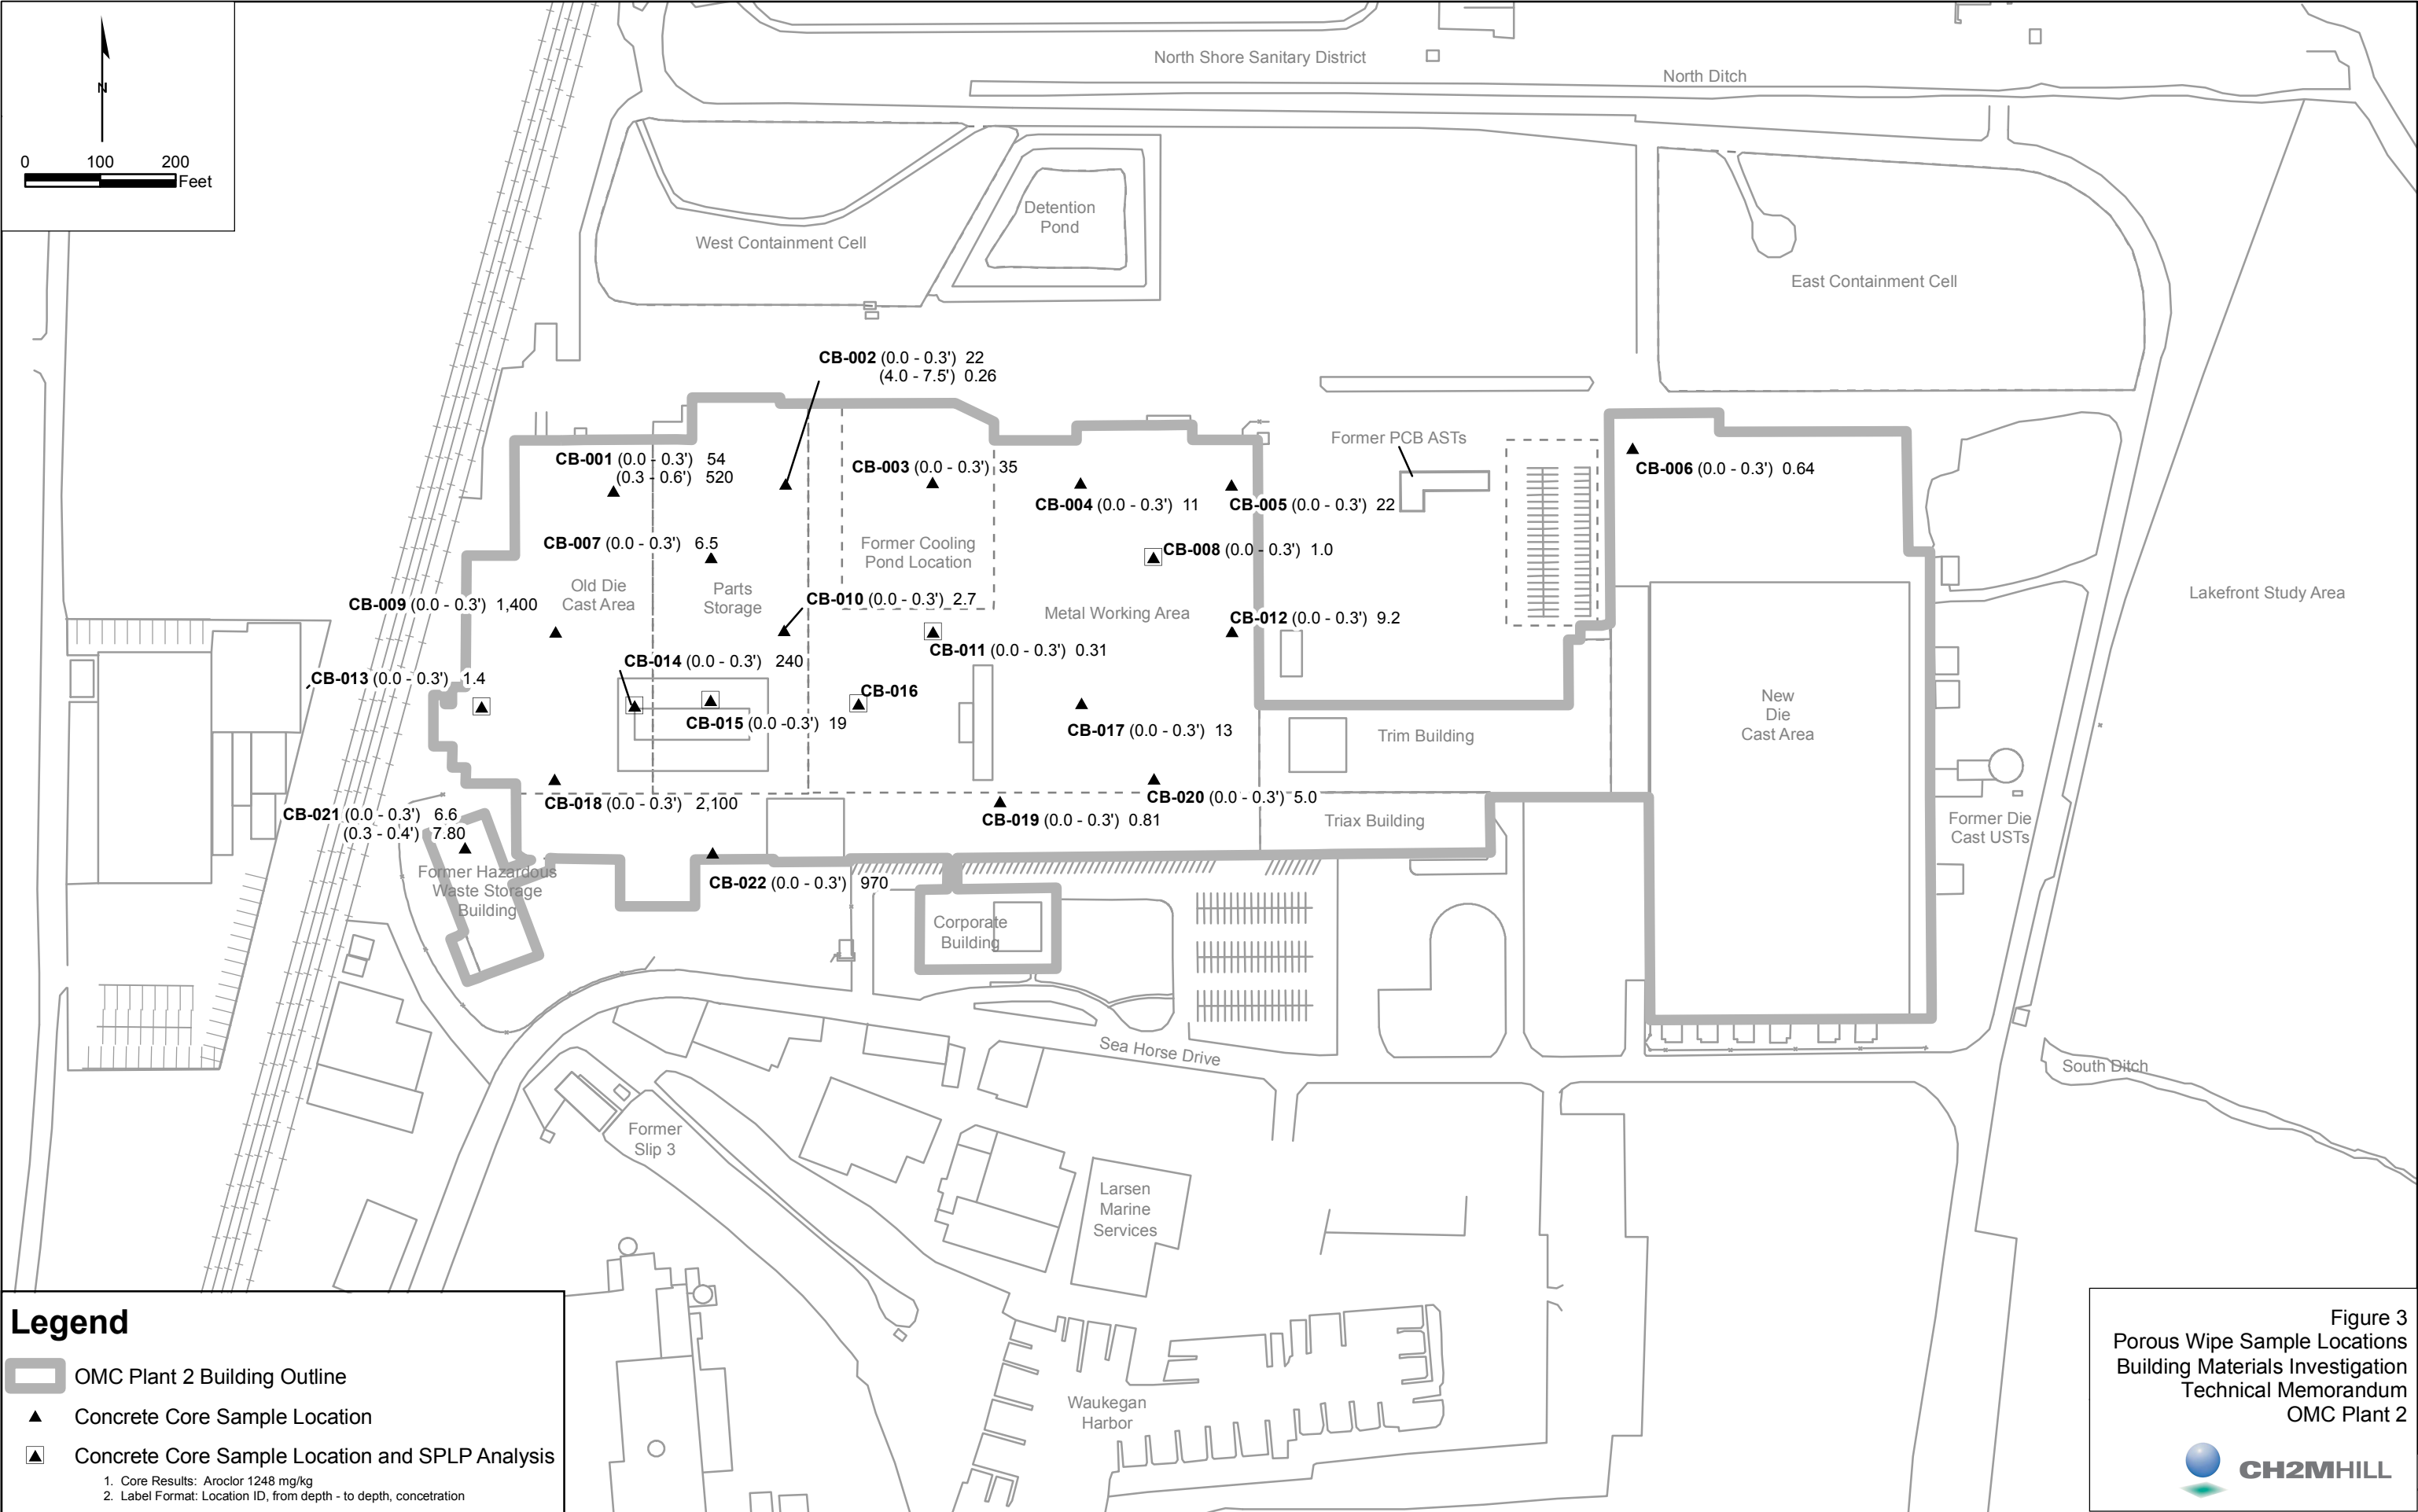 N
0 100 200
Feet
North Shore Sanitary District
North Ditch
Detention
Pond
West Containment Cell
East Containment Cell
CB-002 (0.0 - 0.3') 22
(4.0 - 7.5') 0.26
Former PCB ASTs
CB-001 (0.0 - 0.3') 54
(0.3 - 0.6') 520
CB-003 (0.0 - 0.3') 35
CB-006 (0.0 - 0.3') 0.64
CB-004 (0.0 - 0.3') 11
CB-005 (0.0 - 0.3') 22
CB-007 (0.0 - 0.3') 6.5
Former Cooling
Pond Location
CB-008 (0.0 - 0.3') 1.0
Old Die
Cast Area
Parts
Storage
CB-009 (0.0 - 0.3') 1,400
CB-010 (0.0 - 0.3') 2.7
Metal Working Area
CB-012 (0.0 - 0.3') 9.2
Lakefront Study Area
CB-011 (0.0 - 0.3') 0.31
CB-014 (0.0 - 0.3') 240
CB-013 (0.0 - 0.3') 1.4
CB-016
CB-015 (0.0 -0.3') 19
CB-017 (0.0 - 0.3') 13
Trim Building
New
Die
Cast Area
CB-018 (0.0 - 0.3') 2,100
CB-020 (0.0 - 0.3') 5.0
CB-021 (0.0 - 0.3') 6.6
(0.3 - 0.4') 7.80
CB-019 (0.0 - 0.3') 0.81
Triax Building
Former Die
Cast USTs
Former Hazardous
Waste Storage
Building
CB-022 (0.0 - 0.3') 970
Corporate
Building
Sea Horse Drive
South Ditch
Former
Slip 3
Larsen
Marine
Services
Waukegan
Harbor
Legend
OMC Plant 2 Building Outline
Concrete Core Sample Location
Concrete Core Sample Location and SPLP Analysis
1. Core Results: Aroclor 1248 mg/kg
2. Label Format: Location ID, from depth - to depth, concetration
Figure 3
Porous Wipe Sample Locations
Building Materials Investigation
Technical Memorandum
OMC Plant 2
CH2MHILL